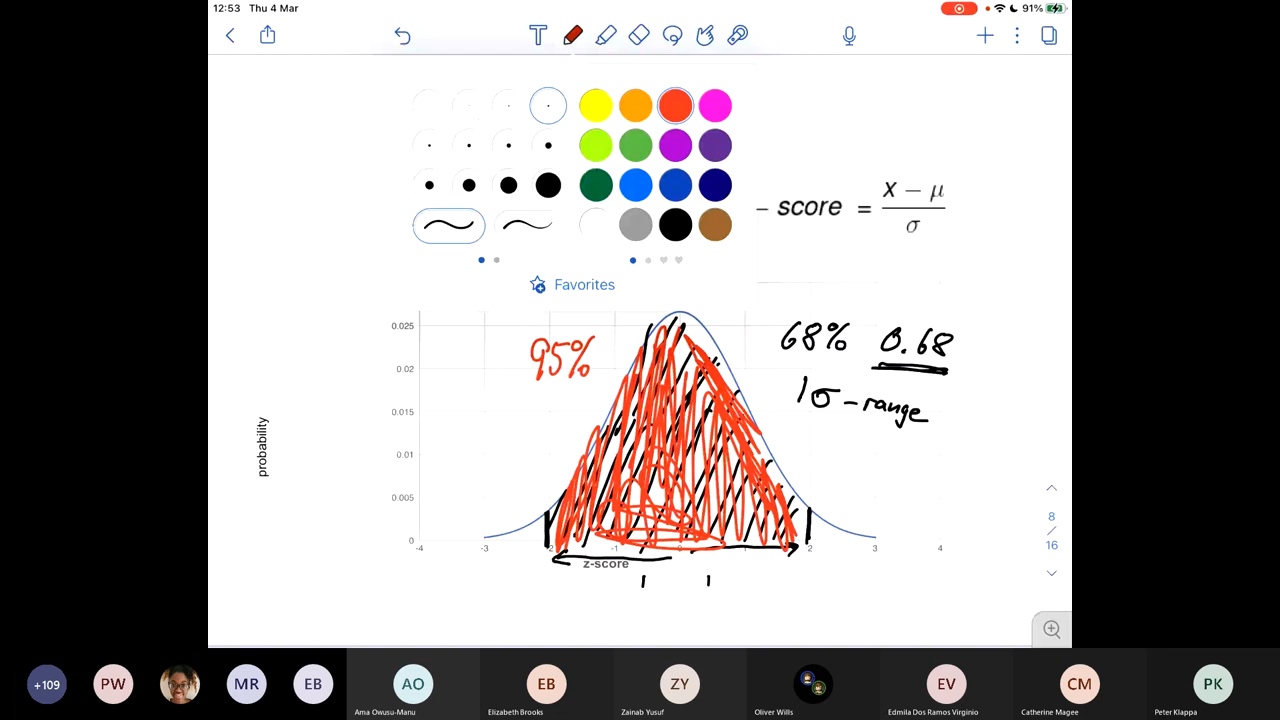 12:53 Thu 4 Mar
91%
T
– score = x – μ
σ
Favorites
0.025
0.02
0.015
0.01
0.005
0
probability
95%
68% 0.68
1σ – range
-4
-3
-1
2
3
4
z-score
8
/
16
+109
PW
MR
EB
AO
EB
ZY
EV
CM
PK
Ama Owusu-Manu
Elizabeth Brooks
Zainab Yusuf
Oliver Wills
Edmila Dos Ramos Virginio
Catherine Magee
Peter Klappa